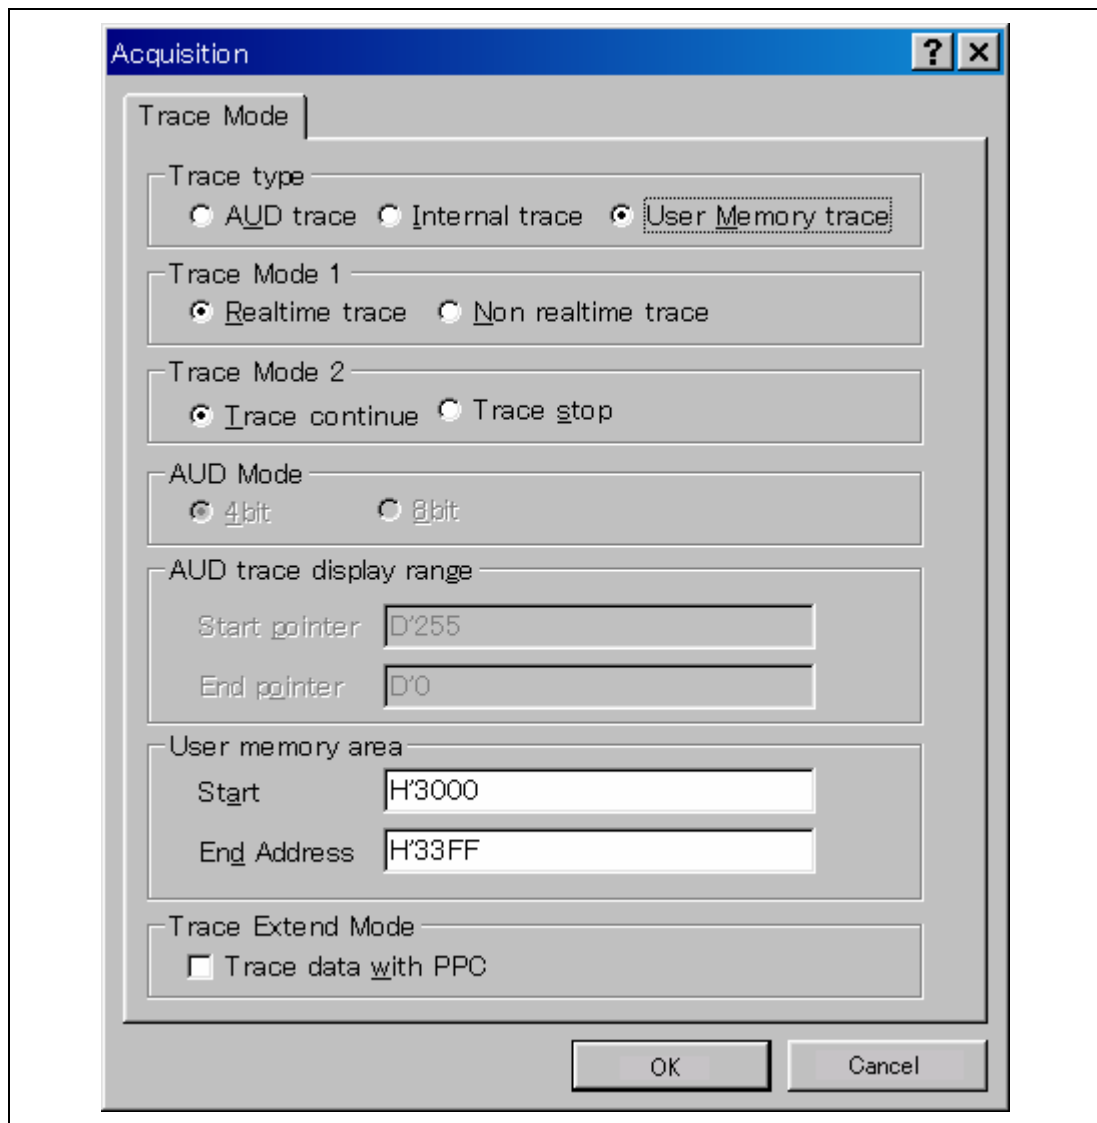 Acquisition
Trace Mode
Trace type
AUD trace Internal trace User Memory trace
Trace Mode 1
Realtime trace Non realtime trace
Trace Mode 2
Trace continue Trace stop
AUD Mode
4bit 8bit
AUD trace display range
Start pointer D'255
End pointer D'0
User memory area
Start H'3000
End Address H'33FF
Trace Extend Mode
Trace data with PPC
OK Cancel